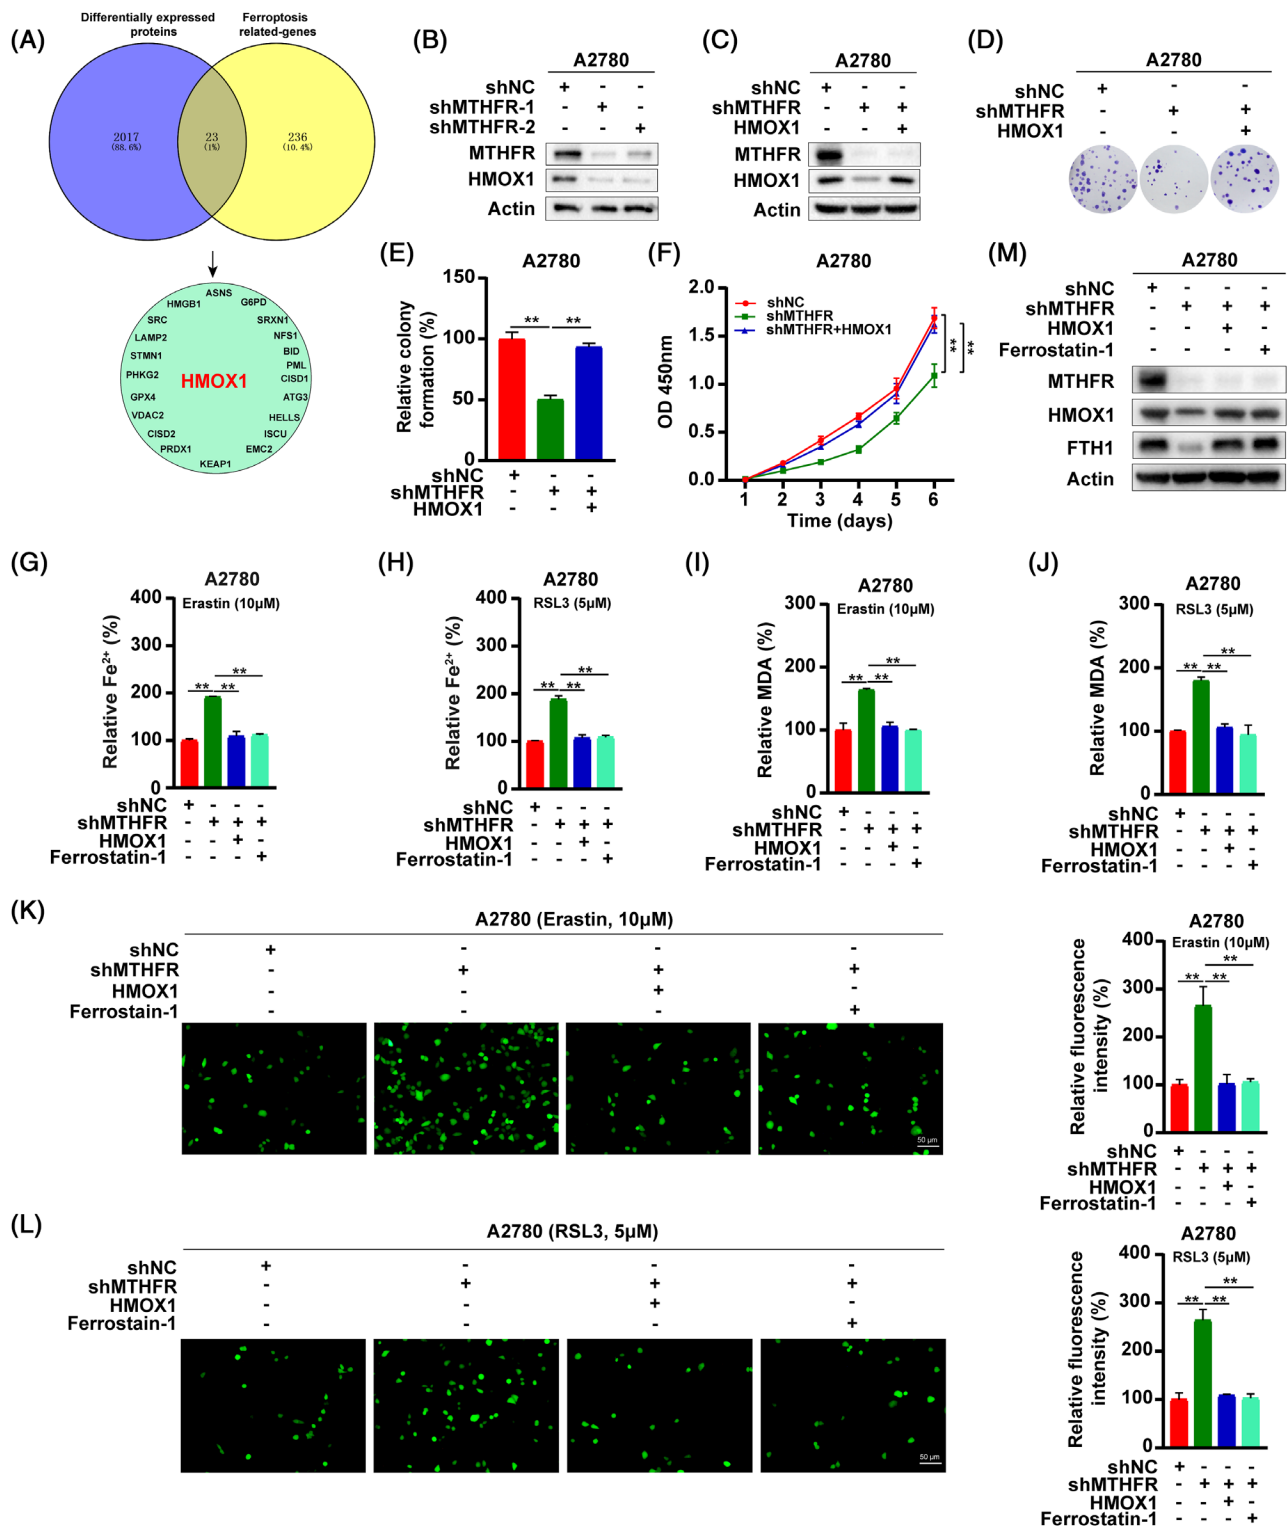 (A)
Differentially expressed
proteins
Ferroptosis
related-genes
2017
(88.6%)
23
(1%)
236
(10.4%)
ASNS
HMGB1
G6PD
SRC
SRXN1
LAMP2
NFS1
STMN1
BID
PML
PHKG2
HMOX1
CISD1
GPX4
ATG3
VDAC2
HELLS
CISD2
ISCU
PRDX1
EMC2
KEAP1
(B)
A2780
shNC + - -
shMTHFR-1 - + -
shMTHFR-2 - - +
MTHFR
HMOX1
Actin
(C)
A2780
shNC + - -
shMTHFR - + +
HMOX1 - - +
MTHFR
HMOX1
Actin
(D)
A2780
shNC + - -
shMTHFR - + +
HMOX1 - - +
(E)
A2780
Relative colony
formation (%)
150
100
50
0
** **
shNC + - -
shMTHFR - + +
HMOX1 - - +
(F)
A2780
OD 450nm
2.0
1.5
1.0
0.5
0.0
shNC
shMTHFR
shMTHFR+HMOX1
** **
1 2 3 4 5 6
Time (days)
(M)
A2780
shNC + - - -
shMTHFR - + + +
HMOX1 - - + -
Ferrostatin-1 - - - +
MTHFR
HMOX1
FTH1
Actin
(G)
A2780
Erastin (10μM)
Relative Fe²⁺ (%)
400
300
200
100
0
**
** **
shNC + - - -
shMTHFR - + + +
HMOX1 - - + -
Ferrostatin-1 - - - +
(H)
A2780
RSL3 (5μM)
Relative Fe²⁺ (%)
400
300
200
100
0
**
** **
shNC + - - -
shMTHFR - + + +
HMOX1 - - + -
Ferrostatin-1 - - - +
(I)
A2780
Erastin (10μM)
Relative MDA (%)
300
200
100
0
**
** **
shNC + - - -
shMTHFR - + + +
HMOX1 - - + -
Ferrostatin-1 - - - +
(J)
A2780
RSL3 (5μM)
Relative MDA (%)
300
200
100
0
**
** **
shNC + - - -
shMTHFR - + + +
HMOX1 - - + -
Ferrostatin-1 - - - +
(K)
A2780 (Erastin, 10μM)
shNC + - - -
shMTHFR - + + +
HMOX1 - - + -
Ferrostain-1 - - - +
50 μm
A2780
Erastin (10μM)
Relative fluorescence
intensity (%)
400
300
200
100
0
**
** **
shNC + - - -
shMTHFR - + + +
HMOX1 - - + -
Ferrostatin-1 - - - +
(L)
A2780 (RSL3, 5μM)
shNC + - - -
shMTHFR - + + +
HMOX1 - - + -
Ferrostain-1 - - - +
50 μm
A2780
RSL3 (5μM)
Relative fluorescence
intensity (%)
400
300
200
100
0
**
** **
shNC + - - -
shMTHFR - + + +
HMOX1 - - + -
Ferrostatin-1 - - - +